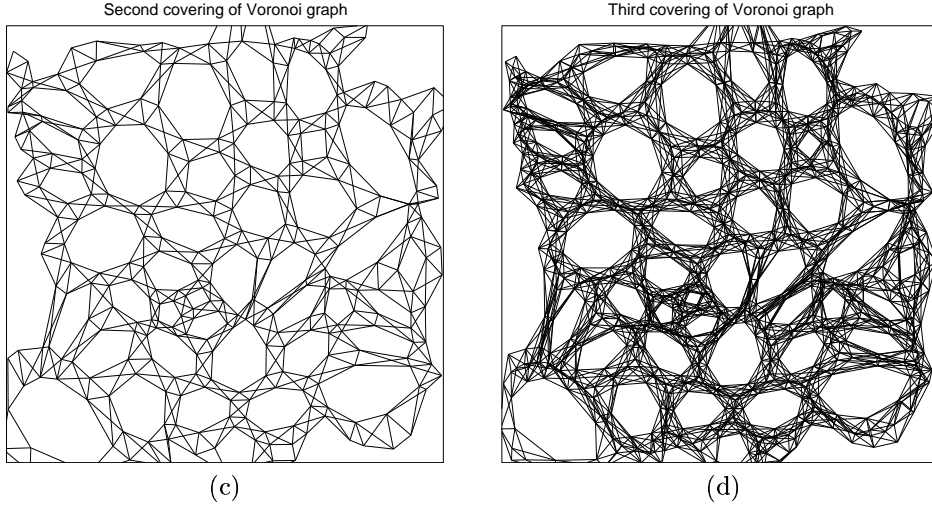 Second covering of Voronoi graph
Third covering of Voronoi graph
(c)
(d)